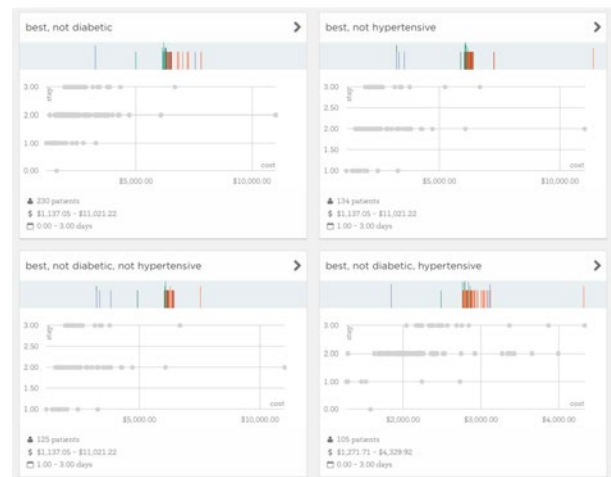 best, not diabetic
3.00
stay
2.00
1.00
0.00
cost
$5,000.00
$10,000.00
230 patients
$ $1,137.05 - $11,021.22
0.00 - 3.00 days
best, not hypertensive
3.00
stay
2.50
2.00
1.50
1.00
cost
$5,000.00
$10,000.00
134 patients
$ $1,137.05 - $11,021.22
1.00 - 3.00 days
best, not diabetic, not hypertensive
3.00
stay
2.50
2.00
1.50
1.00
cost
$5,000.00
$10,000.00
125 patients
$ $1,137.05 - $11,021.22
1.00 - 3.00 days
best, not diabetic, hypertensive
3.00
stay
2.00
1.00
0.00
cost
$2,000.00
$3,000.00
$4,000.00
105 patients
$ $1,271.71 - $4,329.92
0.00 - 3.00 days